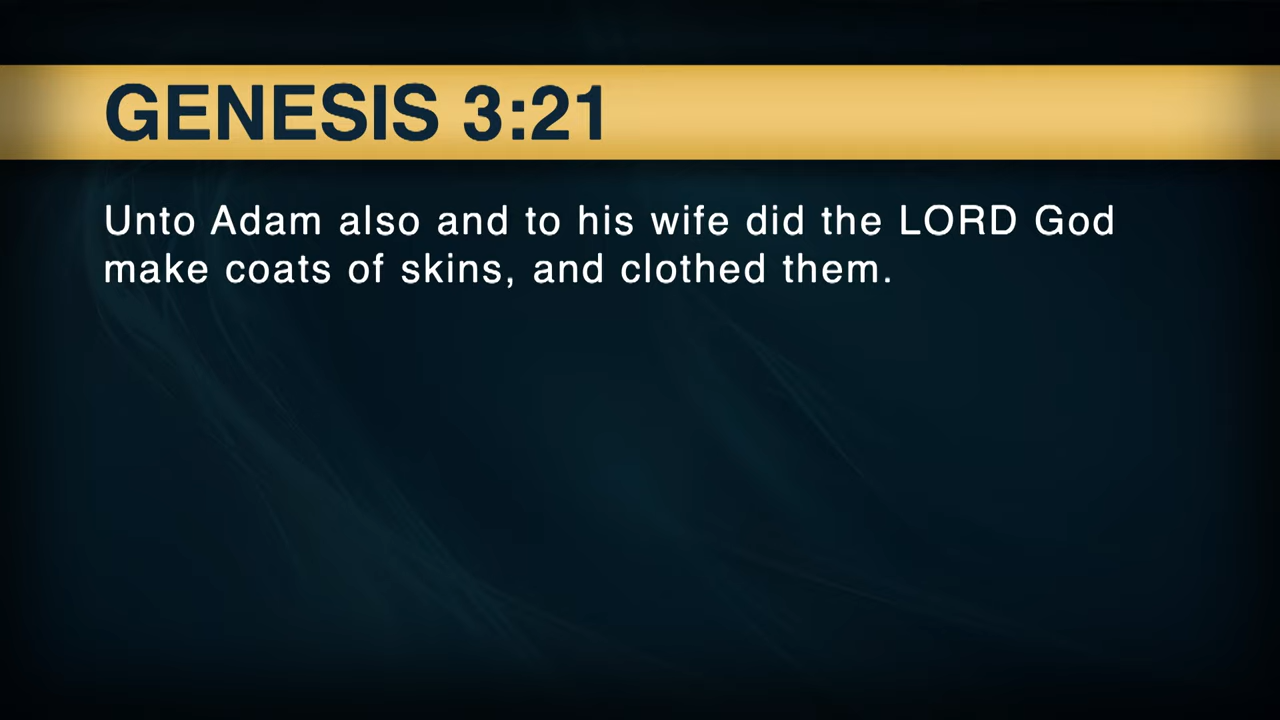 GENESIS 3:21
Unto Adam also and to his wife did the LORD God
make coats of skins, and clothed them.